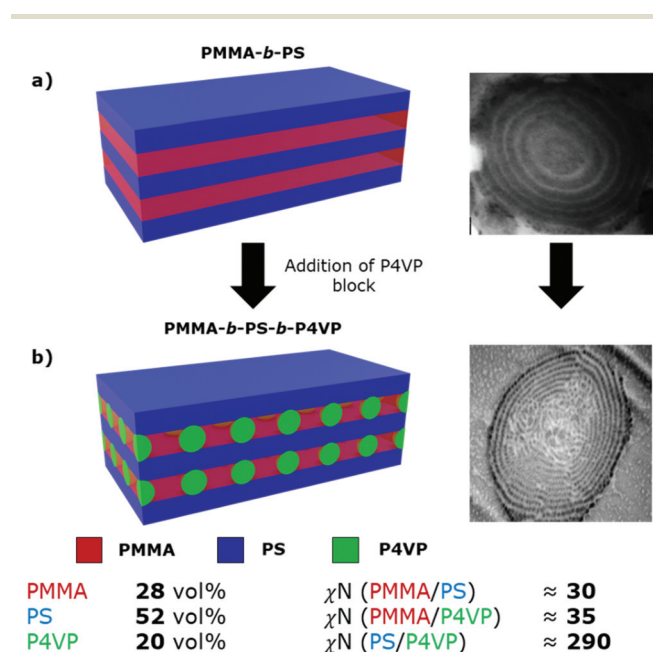 PMMA-b-PS
a)
Addition of P4VP
block
PMMA-b-PS-b-P4VP
b)
PMMA PS P4VP
PMMA 28 vol% χN (PMMA/PS) ≈ 30
PS 52 vol% χN (PMMA/P4VP) ≈ 35
P4VP 20 vol% χN (PS/P4VP) ≈ 290